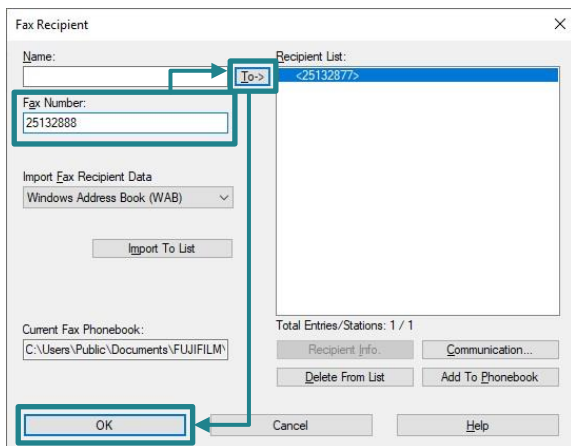 Fax Recipient
Name:
To->
Fax Number:
25132888
Import Fax Recipient Data
Windows Address Book (WAB)
Import To List
Current Fax Phonebook:
C:\Users\Public\Documents\FUJIFILM\
Recipient List:
<25132877>
Total Entries/Stations: 1 / 1
Recipient Info.
Communication...
Delete From List
Add To Phonebook
OK
Cancel
Help